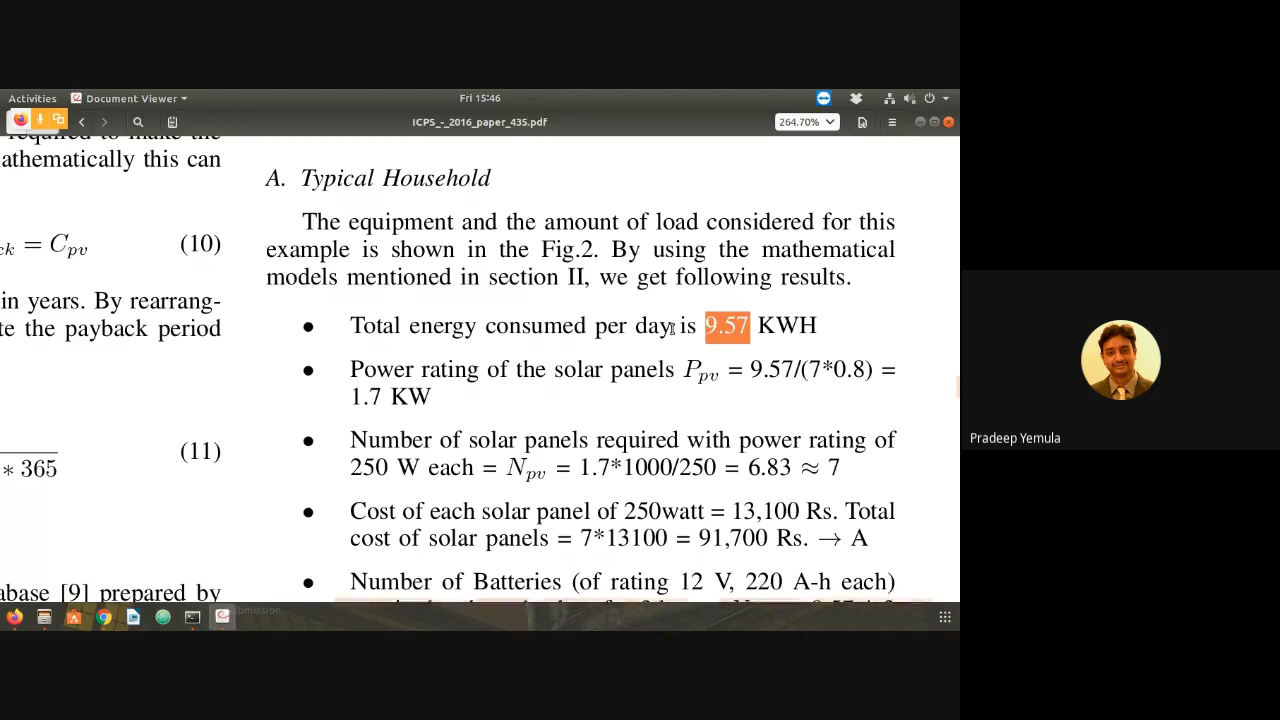 Activities
Document Viewer
Fri 15:46
ICPS_-_2016_paper_435.pdf
264.70%
required to make the
athematically this can
ck = Cpv (10)
in years. By rearrang-
te the payback period
(11)
* 365
abase [9] prepared by
A. Typical Household
The equipment and the amount of load considered for this
example is shown in the Fig.2. By using the mathematical
models mentioned in section II, we get following results.
• Total energy consumed per day is 9.57 KWH
• Power rating of the solar panels Ppv = 9.57/(7*0.8) =
1.7 KW
• Number of solar panels required with power rating of
250 W each = Npv = 1.7*1000/250 = 6.83 ≈ 7
• Cost of each solar panel of 250watt = 13,100 Rs. Total
cost of solar panels = 7*13100 = 91,700 Rs. → A
• Number of Batteries (of rating 12 V, 220 A-h each)
Pradeep Yemula